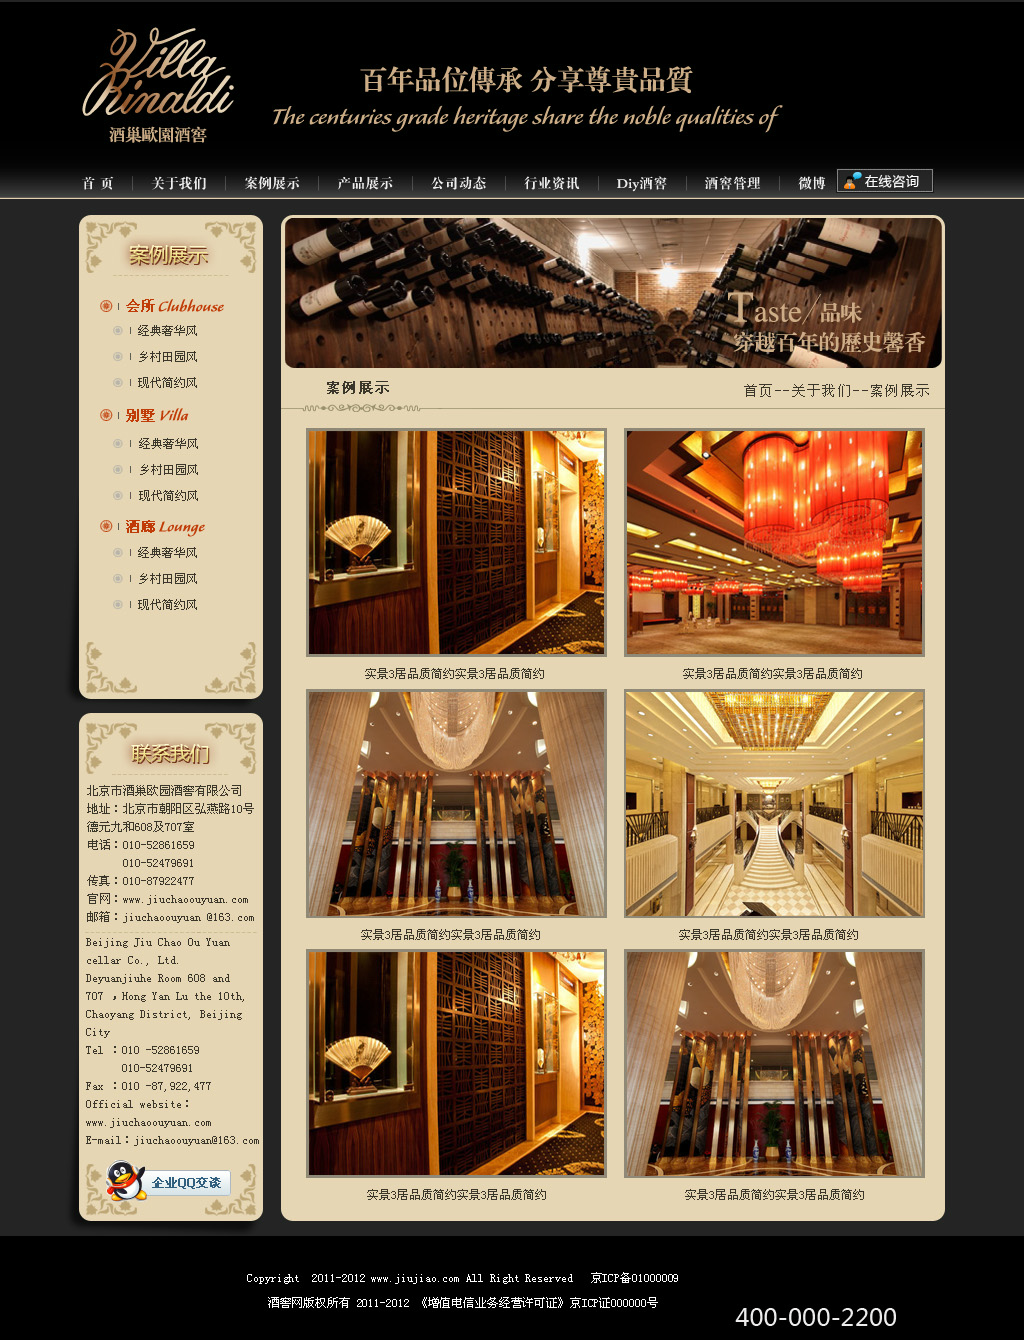 Villa
Rinaldi
酒巢歐園酒窖
百年品位傳承 分享尊貴品質
The centuries grade heritage share the noble qualities of
首 页
关于我们
案例展示
产品展示
公司动态
行业资讯
Diy酒窖
酒窖管理
微博
在线咨询
案例展示
会所 Clubhouse
经典奢华风
乡村田园风
现代简约风
别墅 Villa
经典奢华风
乡村田园风
现代简约风
酒廊 Lounge
经典奢华风
乡村田园风
现代简约风
联系我们
北京市酒巢欧园酒窖有限公司
地址：北京市朝阳区弘燕路10号
德元九和608及707室
电话：010-52861659
010-52479691
传真：010-87922477
官网：www.jiuchaoouyuan.com
邮箱：jiuchaoouyuan @163.com
Beijing Jiu Chao Ou Yuan
cellar Co., Ltd.
Deyuanjiuhe Room 608 and
707 ，Hong Yan Lu the 10th,
Chaoyang District, Beijing
City
Tel ：010 -52861659
010-52479691
Fax ：010 -87,922,477
Official website：
www.jiuchaoouyuan.com
E-mail：jiuchaoouyuan@163.com
企业QQ交谈
Taste/品味
穿越百年的歷史馨香
案例展示
首页--关于我们--案例展示
实景3居品质简约实景3居品质简约
实景3居品质简约实景3居品质简约
实景3居品质简约实景3居品质简约
实景3居品质简约实景3居品质简约
实景3居品质简约实景3居品质简约
实景3居品质简约实景3居品质简约
Copyright 2011-2012 www.jiujiao.com All Right Reserved 京ICP备01000009
酒窖网版权所有 2011-2012 《增值电信业务经营许可证》京ICP证000000号
400-000-2200